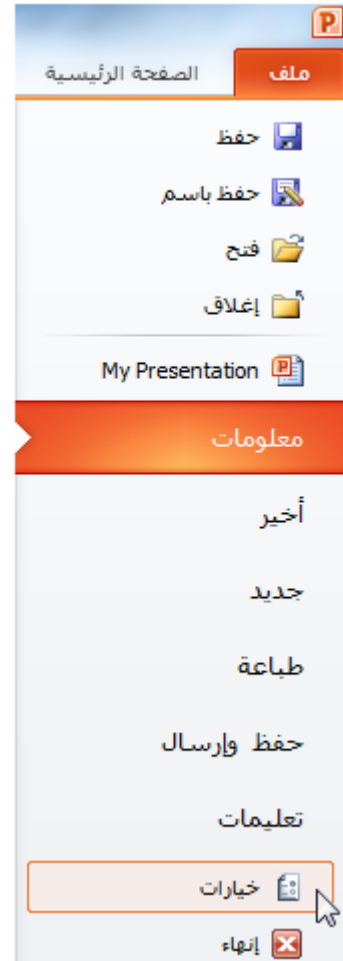 ملف الصفحة الرئيسية
حفظ
حفظ باسم
فتح
إغلاق
My Presentation
معلومات
أخير
جديد
طباعة
حفظ وإرسال
تعليمات
خيارات
إنهاء